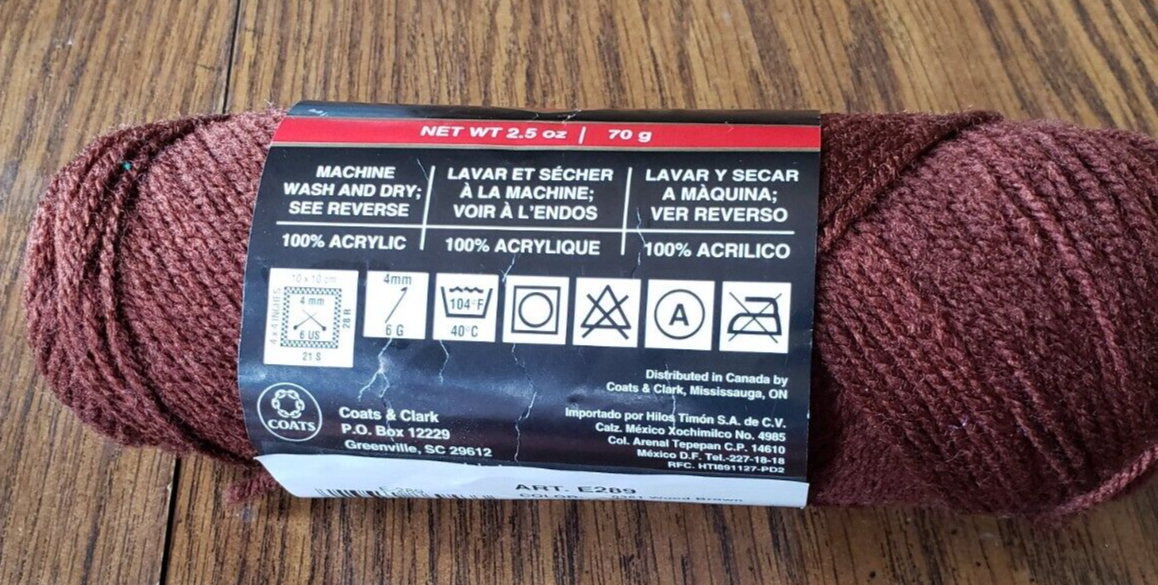 NET WT 2.5 oz | 70 g
MACHINE
WASH AND DRY;
SEE REVERSE
100% ACRYLIC
LAVAR ET SÉCHER
À LA MACHINE;
VOIR À L'ENDOS
100% ACRYLIQUE
LAVAR Y SECAR
A MÀQUINA;
VER REVERSO
100% ACRILICO
10 x 10 cm
4 x 4 INCHES
4 mm
6 US
28 R
21 S
4mm
6 G
104°F
40°C
A
COATS
Coats & Clark
P.O. Box 12229
Greenville, SC 29612
Distributed in Canada by
Coats & Clark, Mississauga, ON
Importado por Hilos Timón S.A. de C.V.
Calz. México Xochimilco No. 4985
Col. Arenal Tepepan C.P. 14610
México D.F. Tel.-227-18-18
RFC. HTI891127-PD2
ART. E289
Wood Brown